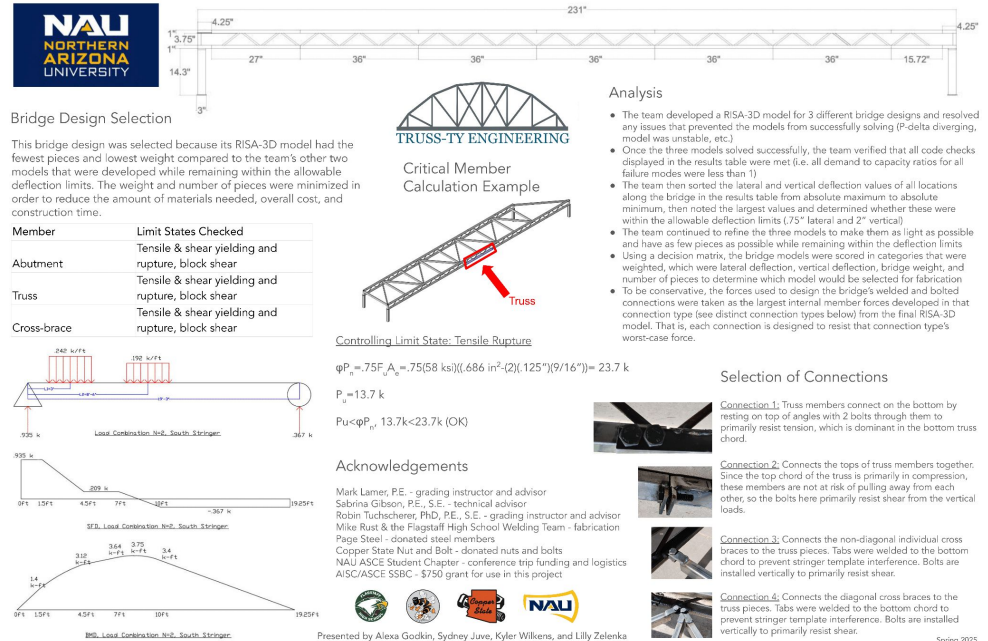 231"
4.25"
4.25"
1"
3.75"
1"
14.3"
3"
27"
36"
36"
36"
36"
36"
15.72"
NAU
NORTHERN
ARIZONA
UNIVERSITY
Bridge Design Selection
This bridge design was selected because its RISA-3D model had the
fewest pieces and lowest weight compared to the team's other two
models that were developed while remaining within the allowable
deflection limits. The weight and number of pieces were minimized in
order to reduce the amount of materials needed, overall cost, and
construction time.
Member Limit States Checked
Abutment Tensile & shear yielding and
rupture, block shear
Truss Tensile & shear yielding and
rupture, block shear
Cross-brace Tensile & shear yielding and
rupture, block shear
.242 k/ft
.192 k/ft
.935 k
Load Combination N=2, South Stringer
.367 k
.935 k
.209 k
-.367 k
0ft 1.5ft 4.5ft 7ft 10ft 19.25ft
SFD, Load Combination N=2, South Stringer
1.4
k-ft
3.12
k-ft
3.64
k-ft
3.75
k-ft
3.4
k-ft
0ft 1.5ft 4.5ft 7ft 10ft 19.25ft
BMD, Load Combination N=2, South Stringer
TRUSS-TY ENGINEERING
Critical Member
Calculation Example
Truss
Controlling Limit State: Tensile Rupture
φPn=.75FuAe=.75(58 ksi)((.686 in²-(2)(.125")(9/16"))= 23.7 k
Pu=13.7 k
Pu<φPn, 13.7k<23.7k (OK)
Acknowledgements
Mark Lamer, P.E. - grading instructor and advisor
Sabrina Gibson, P.E., S.E. - technical advisor
Robin Tuchscherer, PhD, P.E., S.E. - grading instructor and advisor
Mike Rust & the Flagstaff High School Welding Team - fabrication
Page Steel - donated steel members
Copper State Nut and Bolt - donated nuts and bolts
NAU ASCE Student Chapter - conference trip funding and logistics
AISC/ASCE SSBC - $750 grant for use in this project
Copper
State
NAU
Presented by Alexa Godkin, Sydney Juve, Kyler Wilkens, and Lilly Zelenka
Analysis
● The team developed a RISA-3D model for 3 different bridge designs and resolved
any issues that prevented the models from successfully solving (P-delta diverging,
model was unstable, etc.)
● Once the three models solved successfully, the team verified that all code checks
displayed in the results table were met (i.e. all demand to capacity ratios for all
failure modes were less than 1)
● The team then sorted the lateral and vertical deflection values of all locations
along the bridge in the results table from absolute maximum to absolute
minimum, then noted the largest values and determined whether these were
within the allowable deflection limits (.75" lateral and 2" vertical)
● The team continued to refine the three models to make them as light as possible
and have as few pieces as possible while remaining within the deflection limits
● Using a decision matrix, the bridge models were scored in categories that were
weighted, which were lateral deflection, vertical deflection, bridge weight, and
number of pieces to determine which model would be selected for fabrication
● To be conservative, the forces used to design the bridge's welded and bolted
connections were taken as the largest internal member forces developed in that
connection type (see distinct connection types below) from the final RISA-3D
model. That is, each connection is designed to resist that connection type's
worst-case force.
Selection of Connections
Connection 1: Truss members connect on the bottom by
resting on top of angles with 2 bolts through them to
primarily resist tension, which is dominant in the bottom truss
chord.
Connection 2: Connects the tops of truss members together.
Since the top chord of the truss is primarily in compression,
these members are not at risk of pulling away from each
other, so the bolts here primarily resist shear from the vertical
loads.
Connection 3: Connects the non-diagonal individual cross
braces to the truss pieces. Tabs were welded to the bottom
chord to prevent stringer template interference. Bolts are
installed vertically to primarily resist shear.
Connection 4: Connects the diagonal cross braces to the
truss pieces. Tabs were welded to the bottom chord to
prevent stringer template interference. Bolts are installed
vertically to primarily resist shear.
Spring 2025